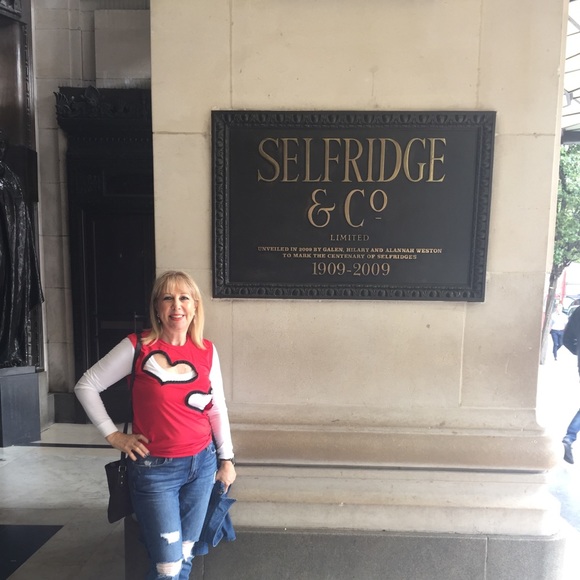 SELFRIDGE
& Co
LIMITED
UNVEILED IN 2009 BY GALEN, HILARY AND ALANNAH WESTON
TO MARK THE CENTENARY OF SELFRIDGES
1909-2009